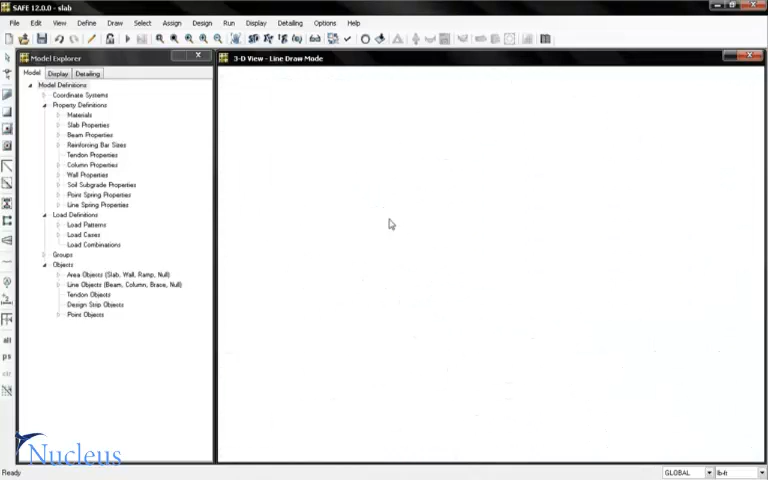 SAFE 12.0.0 - slab
File Edit View Define Draw Select Assign Design Run Display Detailing Options Help
Model Explorer
3-D View - Line Draw Mode
Model Display Detailing
Model Definitions
Coordinate Systems
Property Definitions
Materials
Slab Properties
Beam Properties
Reinforcing Bar Sizes
Tendon Properties
Column Properties
Wall Properties
Soil Subgrade Properties
Point Spring Properties
Line Spring Properties
Load Definitions
Load Patterns
Load Cases
Load Combinations
Groups
Objects
Area Objects (Slab, Wall, Ramp, Null)
Line Objects (Beam, Column, Brace, Null)
Tendon Objects
Design Strip Objects
Point Objects
all
ps
clr
Nucleus
Ready
GLOBAL
lb-ft